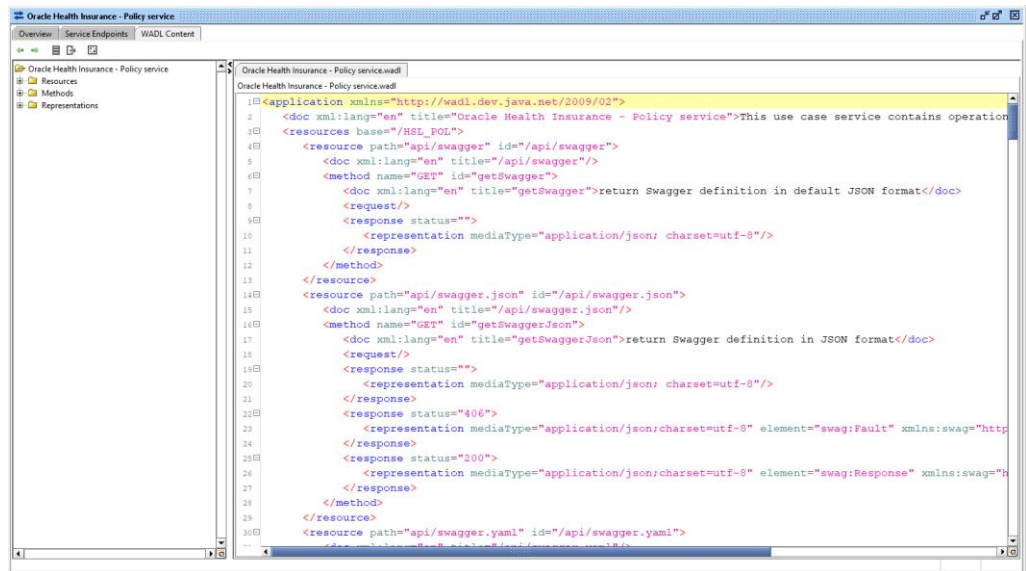 Oracle Health Insurance - Policy service
Overview Service Endpoints WADL Content
Oracle Health Insurance - Policy service
Resources
Methods
Representations
Oracle Health Insurance - Policy service.wadl
Oracle Health Insurance - Policy service.wadl
1 <application xmlns="http://wadl.dev.java.net/2009/02">
2 <doc xml:lang="en" title="Oracle Health Insurance - Policy service">This use case service contains operation
3 <resources base="/HSL_POL">
4 <resource path="api/swagger" id="/api/swagger">
5 <doc xml:lang="en" title="/api/swagger"/>
6 <method name="GET" id="getSwagger">
7 <doc xml:lang="en" title="getSwagger">return Swagger definition in default JSON format</doc>
8 <request/>
9 <response status="">
10 <representation mediaType="application/json; charset=utf-8"/>
11 </response>
12 </method>
13 </resource>
14 <resource path="api/swagger.json" id="/api/swagger.json">
15 <doc xml:lang="en" title="/api/swagger.json"/>
16 <method name="GET" id="getSwaggerJson">
17 <doc xml:lang="en" title="getSwaggerJson">return Swagger definition in JSON format</doc>
18 <request/>
19 <response status="">
20 <representation mediaType="application/json; charset=utf-8"/>
21 </response>
22 <response status="406">
23 <representation mediaType="application/json;charset=utf-8" element="swag:Fault" xmlns:swag="http
24 </response>
25 <response status="200">
26 <representation mediaType="application/json;charset=utf-8" element="swag:Response" xmlns:swag="h
27 </response>
28 </method>
29 </resource>
30 <resource path="api/swagger.yaml" id="/api/swagger.yaml">